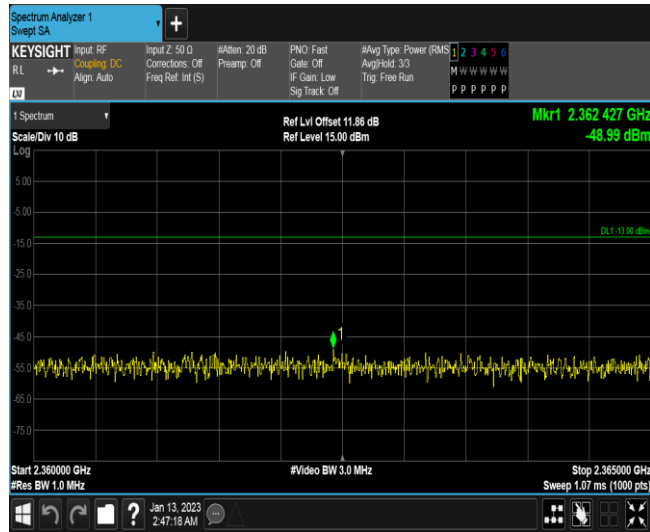 Spectrum Analyzer 1
Swept SA
+
KEYSIGHT
RL
LXI
Input: RF
Coupling: DC
Align: Auto
Input Z: 50 Ω
Corrections: Off
Freq Ref: Int (S)
#Atten: 20 dB
Preamp: Off
PNO: Fast
Gate: Off
IF Gain: Low
Sig Track: Off
#Avg Type: Power (RMS
Avg|Hold: 3/3
Trig: Free Run
1 2 3 4 5 6
M W W W W W
P P P P P P
1 Spectrum
Scale/Div 10 dB
Log
Ref Lvl Offset 11.86 dB
Ref Level 15.00 dBm
Mkr1 2.362 427 GHz
-48.99 dBm
5.00
-5.00
DL1 -13.00 dBm
-15.0
-25.0
-35.0
-45.0
1
-55.0
-65.0
-75.0
Start 2.360000 GHz
#Res BW 1.0 MHz
#Video BW 3.0 MHz
Stop 2.365000 GHz
Sweep 1.07 ms (1000 pts)
?
Jan 13, 2023
2:47:18 AM